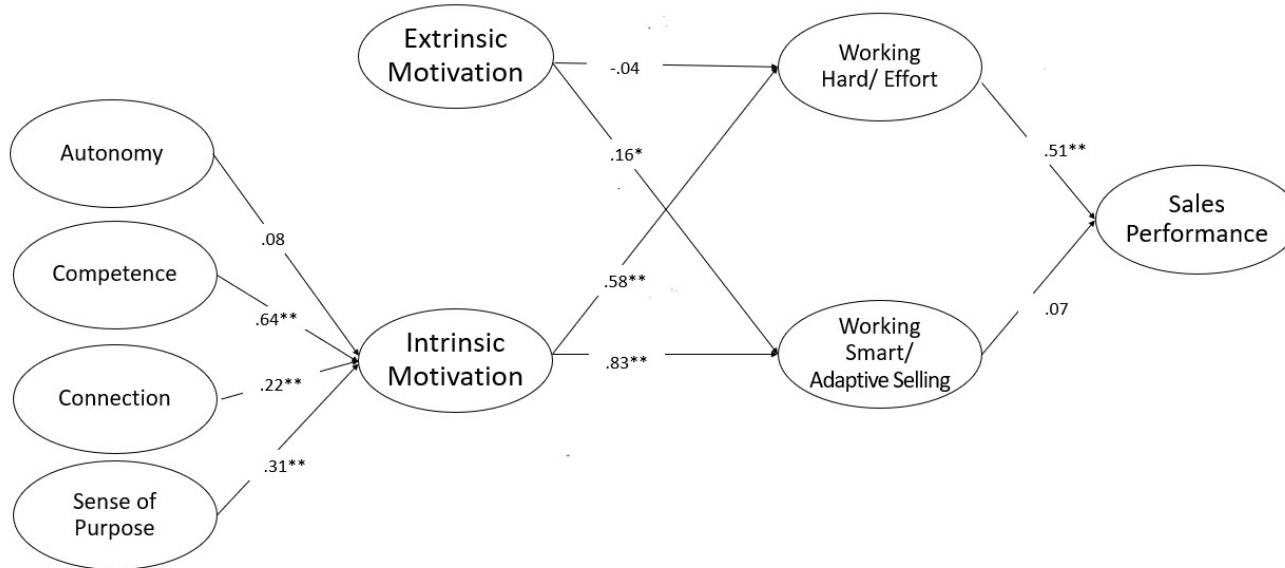 Extrinsic
Motivation
-.04
Working
Hard/ Effort
Autonomy
.16*
.51**
Sales
Performance
.08
Competence
.64**
.58**
.07
Intrinsic
Motivation
.83**
Working
Smart/
Adaptive Selling
Connection
.22**
.31**
Sense of
Purpose